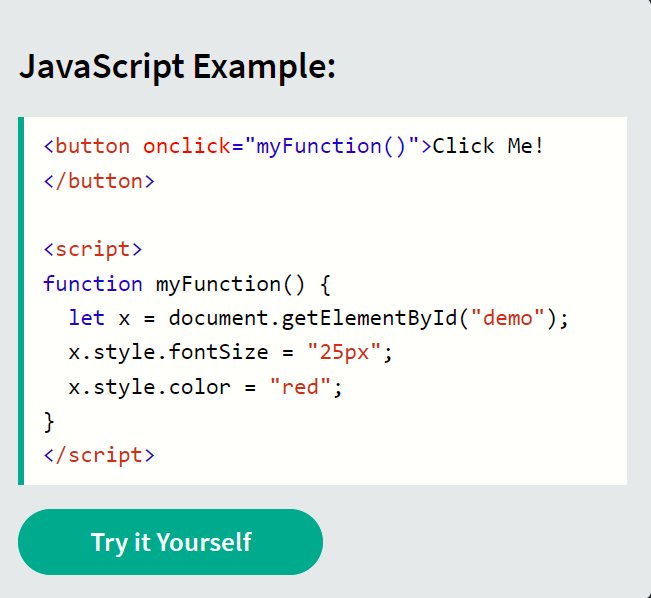 JavaScript Example:
<button onclick="myFunction()">Click Me!
</button>
<script>
function myFunction() {
let x = document.getElementById("demo");
x.style.fontSize = "25px";
x.style.color = "red";
}
</script>
Try it Yourself